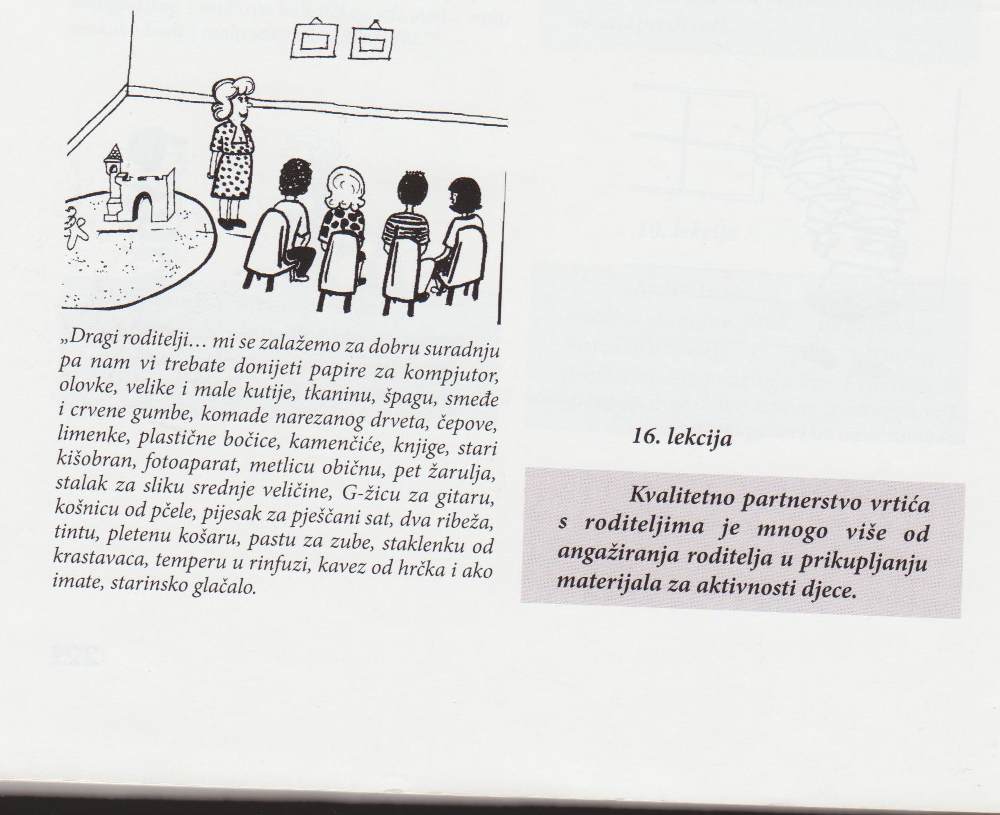 „Dragi roditelji... mi se zalažemo za dobru suradnju
pa nam vi trebate donijeti papire za kompjutor,
olovke, velike i male kutije, tkaninu, špagu, smeđe
i crvene gumbe, komade narezanog drveta, čepove,
limenke, plastične bočice, kamenčiće, knjige, stari
kišobran, fotoaparat, metlicu običnu, pet žarulja,
stalak za sliku srednje veličine, G-žicu za gitaru,
košnicu od pčele, pijesak za pješčani sat, dva ribeža,
tintu, pletenu košaru, pastu za zube, staklenku od
krastavaca, temperu u rinfuzi, kavez od hrčka i ako
imate, starinsko glačalo.
16. lekcija
Kvalitetno partnerstvo vrtića
s roditeljima je mnogo više od
angažiranja roditelja u prikupljanju
materijala za aktivnosti djece.